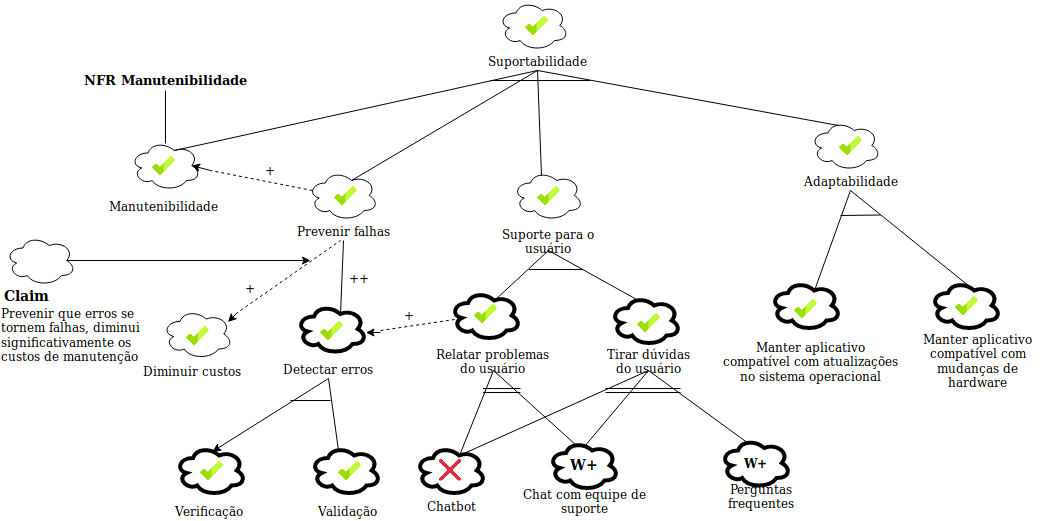 Suportabilidade
NFR Manutenibilidade
+
Manutenibilidade
Adaptabilidade
Prevenir falhas
Suporte para o
usuário
Claim
Prevenir que erros se
tornem falhas, diminui
significativamente os
custos de manutenção
+
++
+
Diminuir custos
Detectar erros
Relatar problemas
do usuário
Tirar dúvidas
do usuário
Manter aplicativo
compatível com atualizações
no sistema operacional
Manter aplicativo
compatível com
mudanças de
hardware
Verificação
Validação
Chatbot
W+
Chat com equipe de
suporte
W+
Perguntas
frequentes